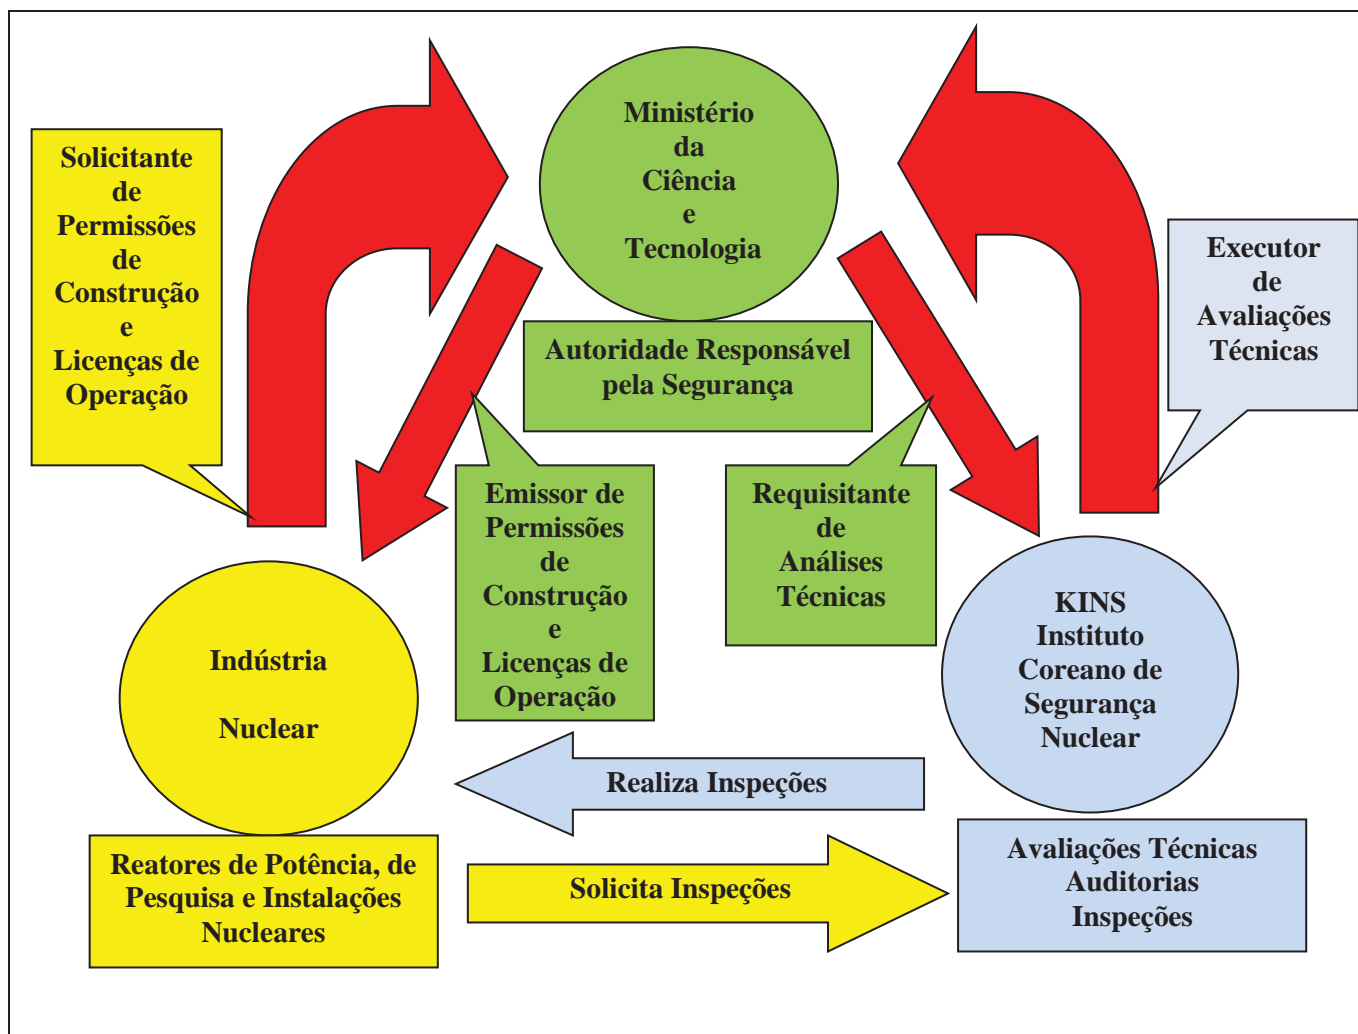 Ministério
da
Ciência
e
Tecnologia
Autoridade Responsável
pela Segurança
Solicitante
de
Permissões
de
Construção
e
Licenças de
Operação
Executor
de
Avaliações
Técnicas
Emissor de
Permissões
de
Construção
e
Licenças de
Operação
Requisitante
de
Análises
Técnicas
Indústria
Nuclear
KINS
Instituto
Coreano de
Segurança
Nuclear
Realiza Inspeções
Reatores de Potência, de
Pesquisa e Instalações
Nucleares
Solicita Inspeções
Avaliações Técnicas
Auditorias
Inspeções